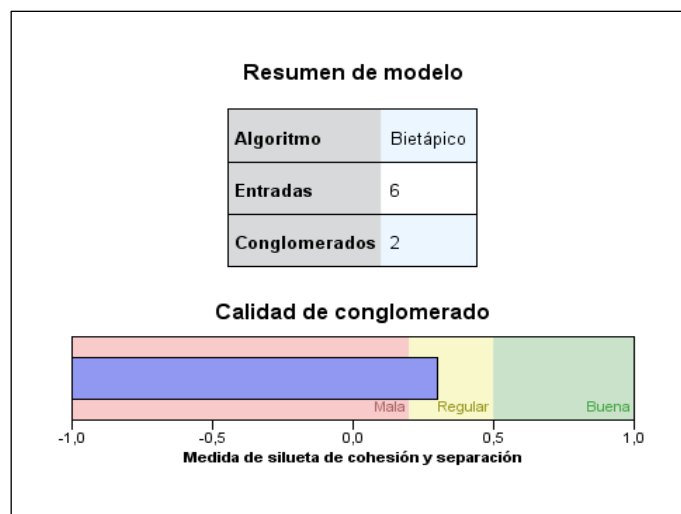 Resumen de modelo
Algoritmo Bietápico
Entradas 6
Conglomerados 2
Calidad de conglomerado
Mala Regular Buena
-1,0 -0,5 0,0 0,5 1,0
Medida de silueta de cohesión y separación